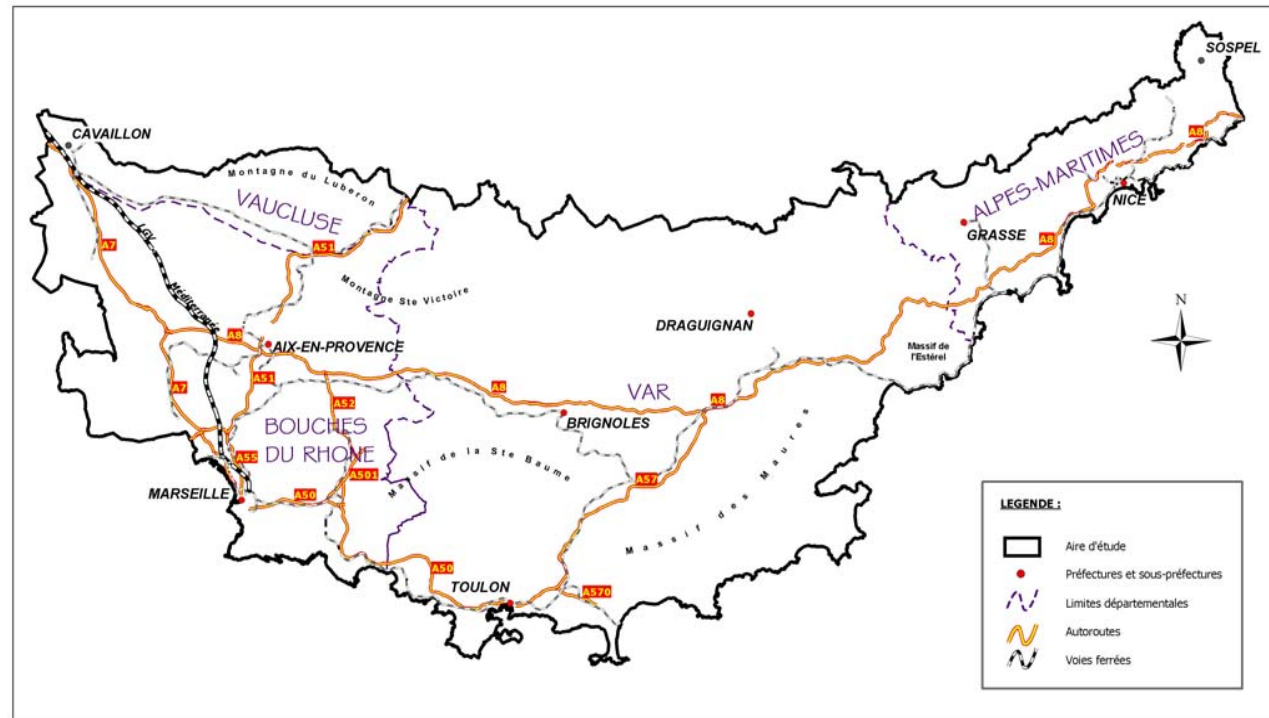 SOSPEL
CAVAILLON
A8
ALPES-MARITIMES
Montagne du Luberon
NICE
VAUCLUSE
GRASSE
LGV
Méditerranée
A7
A51
A8
Montagne Ste Victoire
N
DRAGUIGNAN
A8
AIX-EN-PROVENCE
Massif de
l'Estérel
A51
A7
A52
A8
VAR
A8
BRIGNOLES
BOUCHES
DU RHONE
A55
Massif de la Ste Baume
A501
A57
Massif des Maures
MARSEILLE
A50
A50
TOULON
A570
LEGENDE :
Aire d'étude
Préfectures et sous-préfectures
Limites départementales
Autoroutes
Voies ferrées